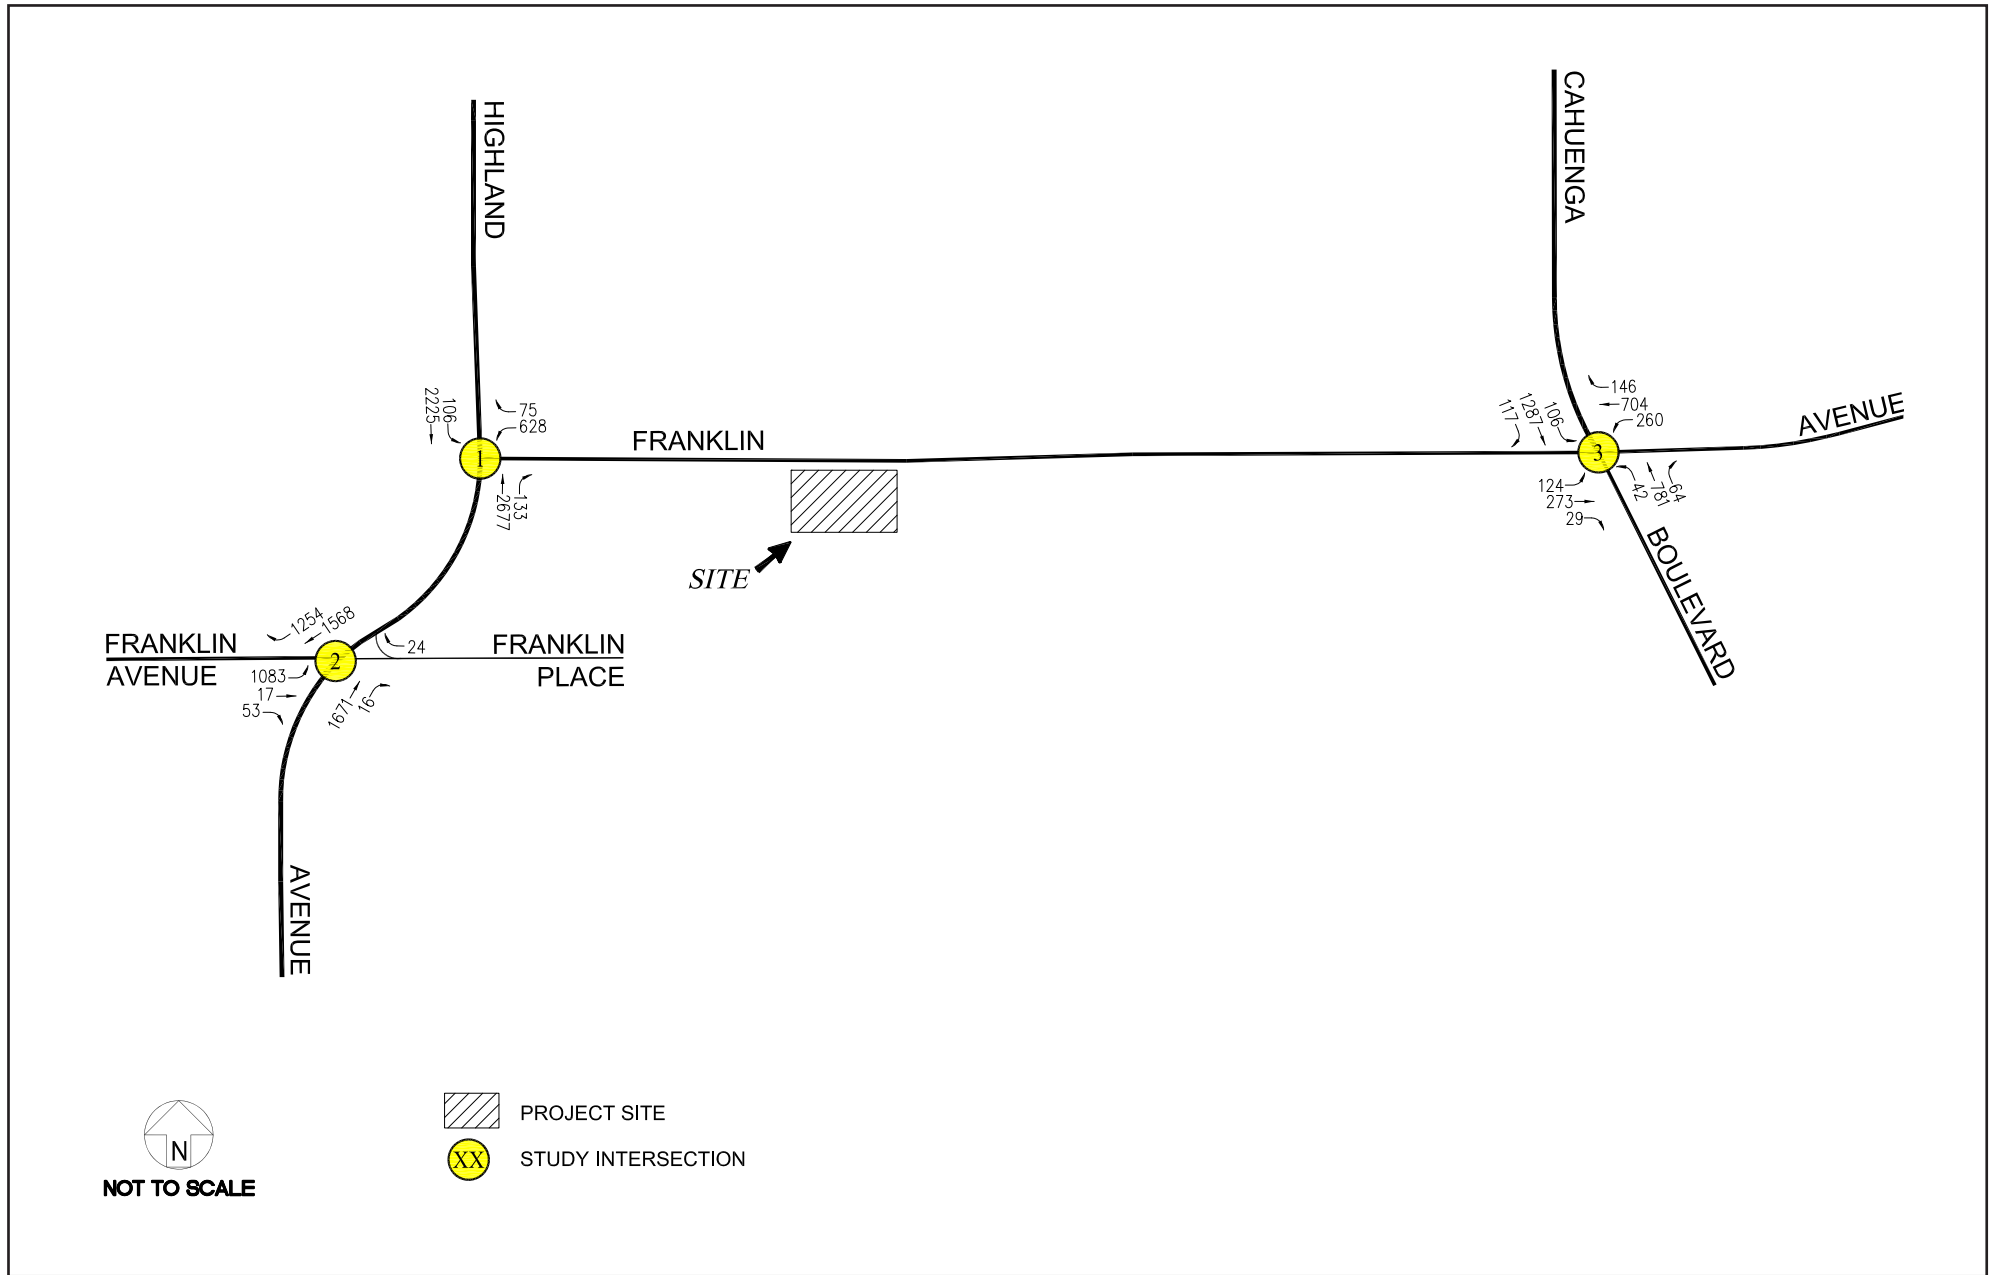 HIGHLAND
CAHUENGA
2225
106
75
628
1
FRANKLIN
2677
133
117
1287
106
146
704
260
3
AVENUE
124
273
29
42
781
64
BOULEVARD
SITE
1254
1568
FRANKLIN
AVENUE
2
24
FRANKLIN
PLACE
1083
17
53
1671
16
AVENUE
N
NOT TO SCALE
PROJECT SITE
XX
STUDY INTERSECTION